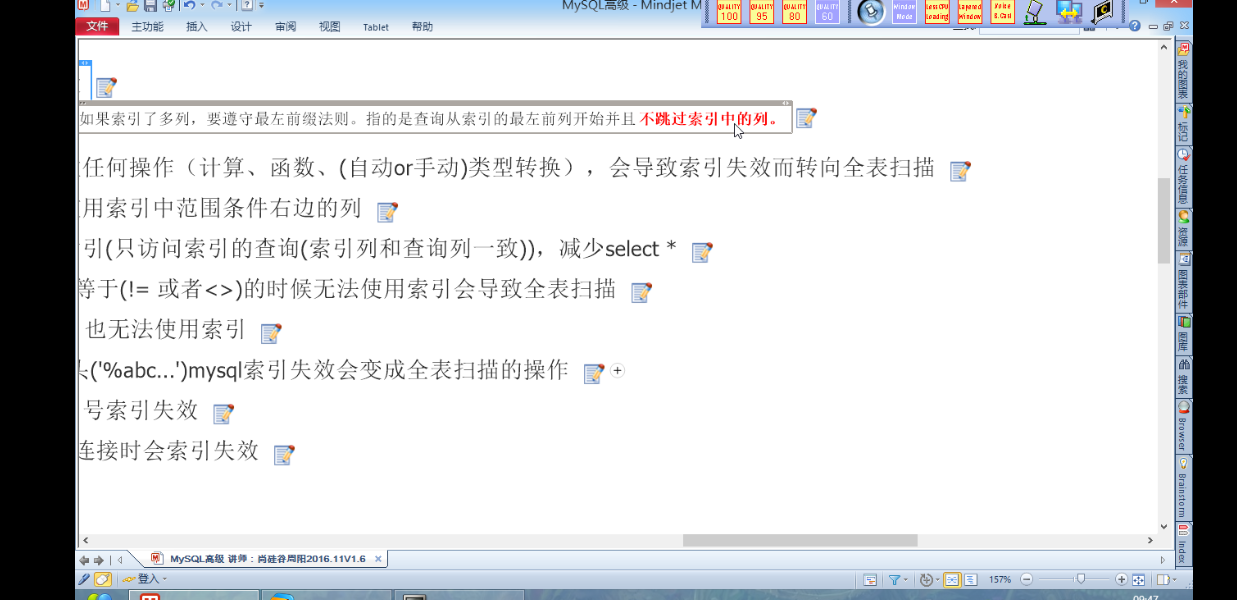 MySQL高级 - Mindjet M
QUALITY 100 QUALITY 95 QUALITY 80 QUALITY 60 Window Mode Less CPU Loading Layered Window Noise & Cast
文件 主功能 插入 设计 审阅 视图 Tablet 帮助
如果索引了多列，要遵守最左前缀法则。指的是查询从索引的最左前列开始并且不跳过索引中的列。
任何操作（计算、函数、(自动or手动)类型转换），会导致索引失效而转向全表扫描
用索引中范围条件右边的列
引(只访问索引的查询(索引列和查询列一致))，减少select *
等于(!= 或者<>)的时候无法使用索引会导致全表扫描
也无法使用索引
('%abc...')mysql索引失效会变成全表扫描的操作
号索引失效
连接时会索引失效
我的图表
标记
任务信息
资源
图表部件
图库
搜索
Browser
Brainstorm
Index
MySQL高级 讲师：尚硅谷周阳2016.11V1.6
登入
157%
09:47